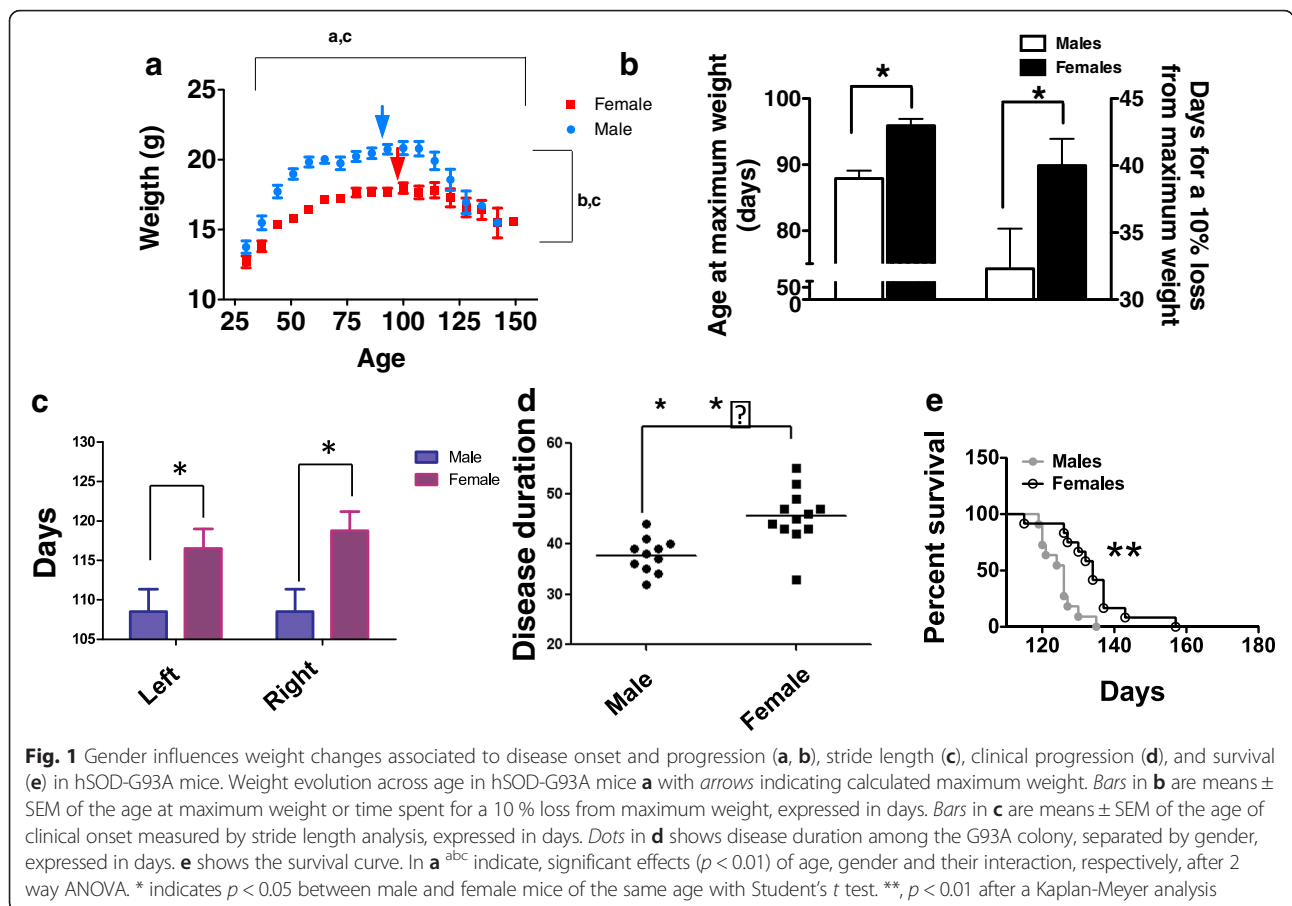 a,c
a
Weigth (g)
25
20
15
10
25 50 75 100 125 150
Age
Female
Male
b,c
b
Males
Females
Age at maximum weight
(days)
100
90
80
50
0
*
*
45
40
35
30
Days for a 10% loss
from maximum weight
c
Days
130
125
120
115
110
105
*
*
Left
Right
Male
Female
d
Disease duration
60
50
40
30
20
* * ?
Male
Female
e
Percent survival
150
100
50
0
Males
Females
**
120 140 160 180
Days
Fig. 1 Gender influences weight changes associated to disease onset and progression (a, b), stride length (c), clinical progression (d), and survival
(e) in hSOD-G93A mice. Weight evolution across age in hSOD-G93A mice a with arrows indicating calculated maximum weight. Bars in b are means ±
SEM of the age at maximum weight or time spent for a 10 % loss from maximum weight, expressed in days. Bars in c are means ± SEM of the age of
clinical onset measured by stride length analysis, expressed in days. Dots in d shows disease duration among the G93A colony, separated by gender,
expressed in days. e shows the survival curve. In a abc indicate, significant effects (p < 0.01) of age, gender and their interaction, respectively, after 2
way ANOVA. * indicates p < 0.05 between male and female mice of the same age with Student's t test. **, p < 0.01 after a Kaplan-Meyer analysis